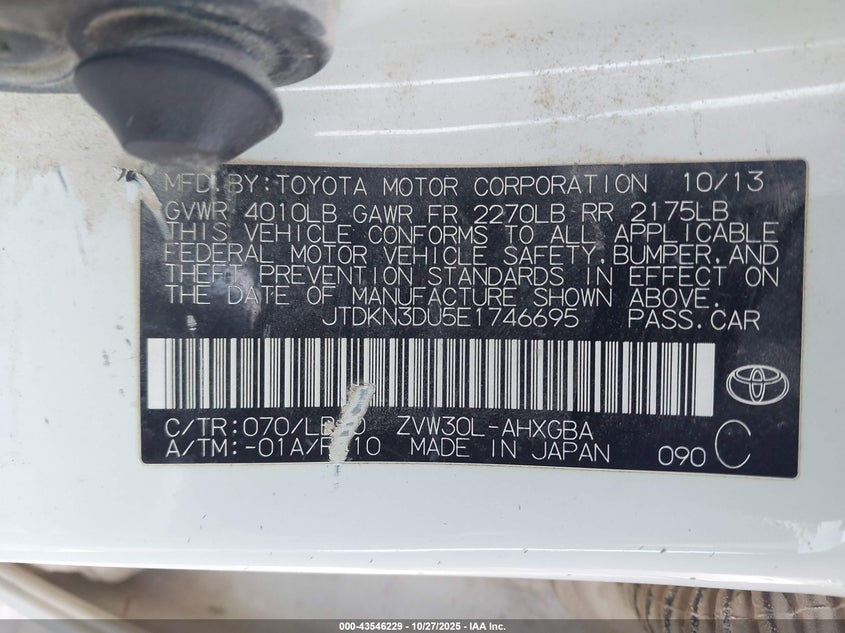 MFD.BY:TOYOTA MOTOR CORPORATION 10/13
GVWR 4010LB GAWR FR 2270LB RR 2175LB
THIS VEHICLE CONFORMS TO ALL APPLICABLE
FEDERAL MOTOR VEHICLE SAFETY,BUMPER,AND
THEFT PREVENTION STANDARDS IN EFFECT ON
THE DATE OF MANUFACTURE SHOWN ABOVE.
JTDKN3DU5E1746695 PASS.CAR
C/TR:070/ ZVW30L-AHXGBA
A/TM:-01A/ MADE IN JAPAN 090 C
000-43546229 - 10/27/2025 - IAA Inc.